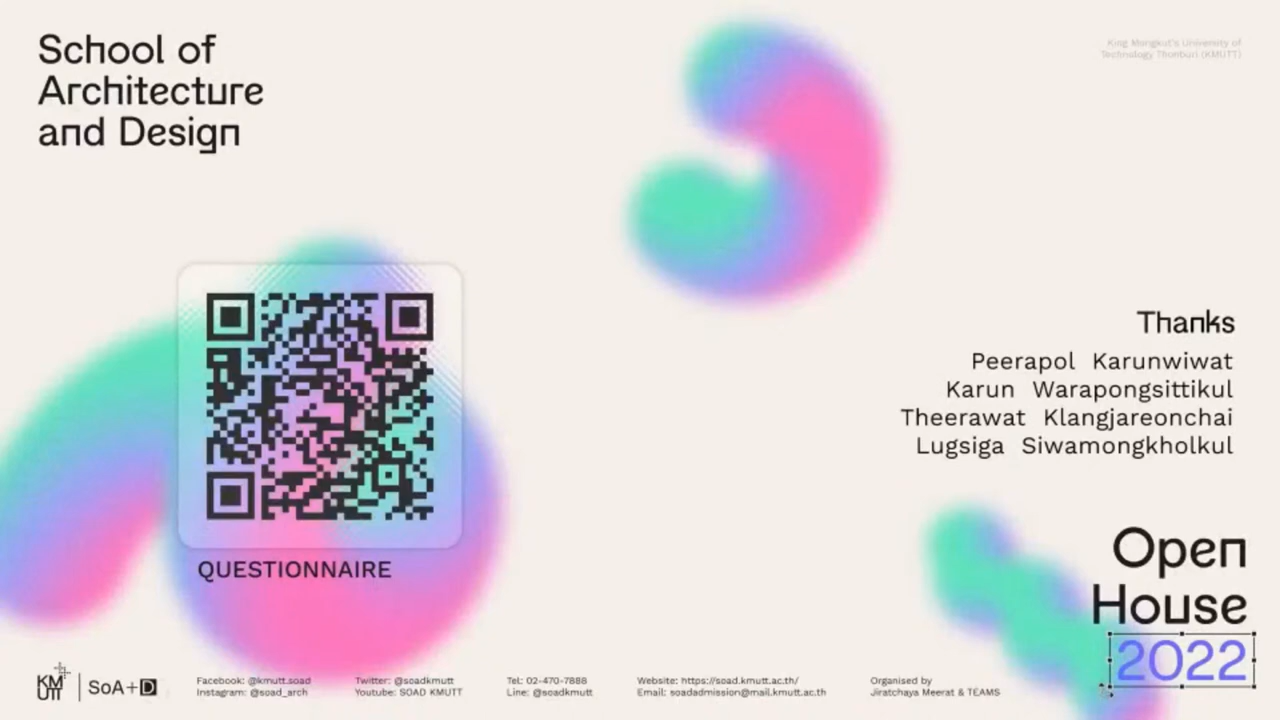 School of
Architecture
and Design
King Mongkut's University of
Technology Thonburi (KMUTT)
QUESTIONNAIRE
Thanks
Peerapol Karunwiwat
Karun Warapongsittikul
Theerawat Klangjareonchai
Lugsiga Siwamongkholkul
Open
House
2022
KM
UTT
SoA+D
Facebook: @kmutt.soad
Instagram: @soad_arch
Twitter: @soadkmutt
Youtube: SOAD KMUTT
Tel: 02-470-7888
Line: @soadkmutt
Website: https://soad.kmutt.ac.th/
Email: soadadmission@mail.kmutt.ac.th
Organised by
Jiratchaya Meerat & TEAMS